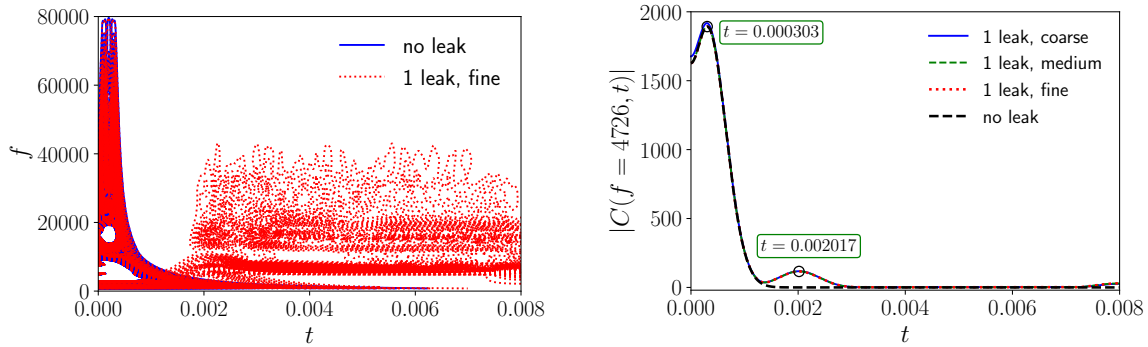 80000
60000
40000
20000
0
f
0.000
0.002
0.004
0.006
0.008
t
no leak
1 leak, fine
2000
1500
1000
500
0
|C(f = 4726, t)|
0.000
0.002
0.004
0.006
0.008
t
t = 0.000303
t = 0.002017
1 leak, coarse
1 leak, medium
1 leak, fine
no leak